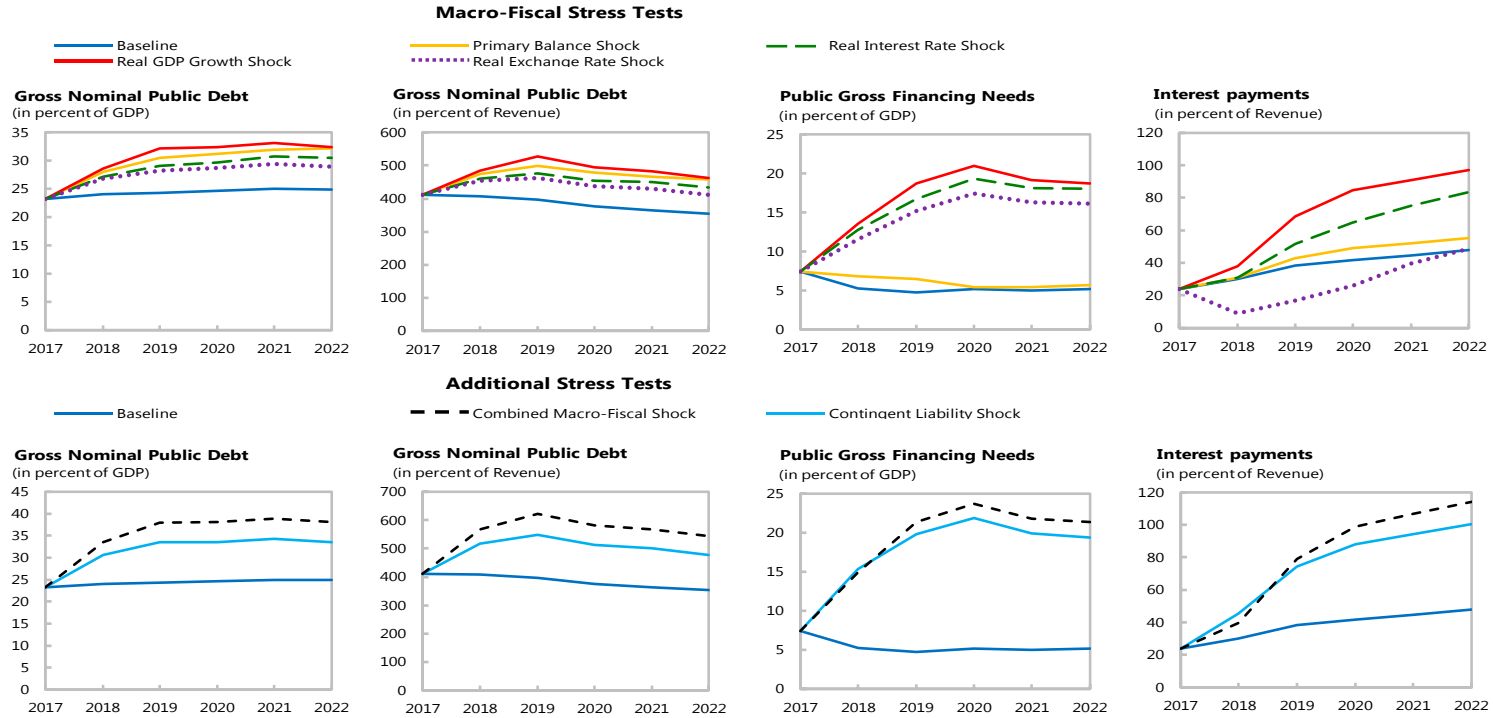 Macro-Fiscal Stress Tests
Baseline
Primary Balance Shock
Real Interest Rate Shock
Real GDP Growth Shock
Real Exchange Rate Shock
Gross Nominal Public Debt
(in percent of GDP)
35
30
25
20
15
10
5
0
2017 2018 2019 2020 2021 2022
Gross Nominal Public Debt
(in percent of Revenue)
600
500
400
300
200
100
0
2017 2018 2019 2020 2021 2022
Public Gross Financing Needs
(in percent of GDP)
25
20
15
10
5
0
2017 2018 2019 2020 2021 2022
Interest payments
(in percent of Revenue)
120
100
80
60
40
20
0
2017 2018 2019 2020 2021 2022
Additional Stress Tests
Baseline
Combined Macro-Fiscal Shock
Contingent Liability Shock
Gross Nominal Public Debt
(in percent of GDP)
45
40
35
30
25
20
15
10
5
0
2017 2018 2019 2020 2021 2022
Gross Nominal Public Debt
(in percent of Revenue)
700
600
500
400
300
200
100
0
2017 2018 2019 2020 2021 2022
Public Gross Financing Needs
(in percent of GDP)
25
20
15
10
5
0
2017 2018 2019 2020 2021 2022
Interest payments
(in percent of Revenue)
120
100
80
60
40
20
0
2017 2018 2019 2020 2021 2022